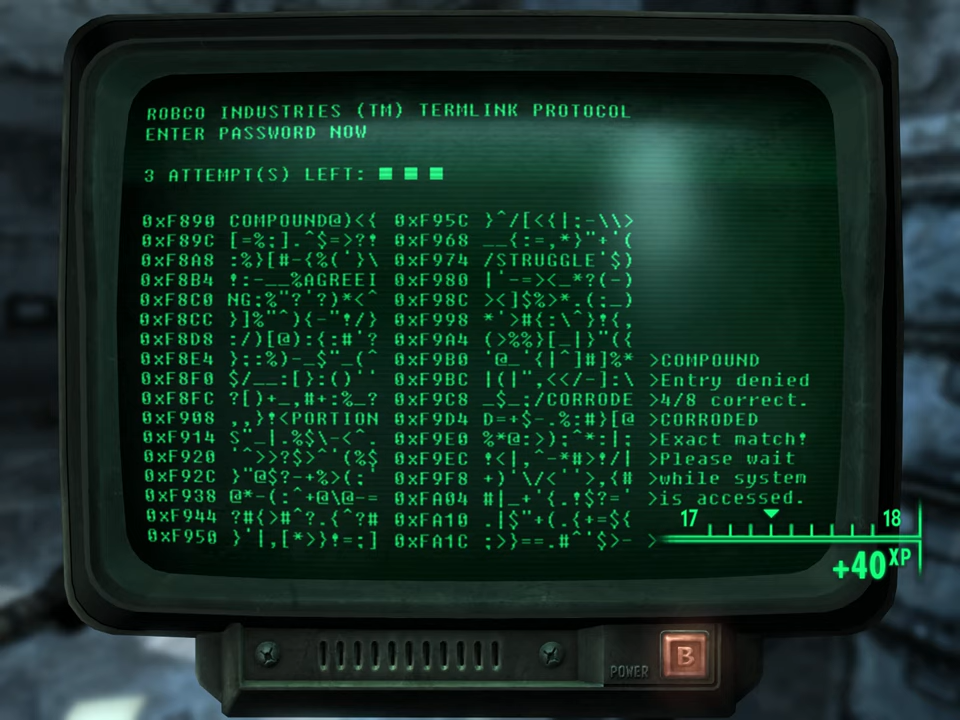 ROBCO INDUSTRIES (TM) TERMLINK PROTOCOL
ENTER PASSWORD NOW
3 ATTEMPT(S) LEFT: ■ ■ ■
0xF890 COMPOUND@)<{ 0xF95C }^/[<{|:-\\>
0xF89C [=%:].^$=>?! 0xF968 __{:=,*}"+'(
0xF8A8 :%}[#-{%('}\ 0xF974 /STRUGGLE'$)
0xF8B4 !:-__%AGREEI 0xF980 |'-=><_*?(-)
0xF8C0 NG;%"?'?)*<^ 0xF98C ><]$%>*.(;_)
0xF8CC }]%"^){-"!/} 0xF998 *'>#{:\^}!{,
0xF8D8 :/)[@):{:#'? 0xF9A4 (>%%}[_|}"({
0xF8E4 };:%)-_$"_(^ 0xF9B0 '@_'{|^]#]%* >COMPOUND
0xF8F0 $/__:[}:()'' 0xF9BC |(|",<</-]:\ >Entry denied
0xF8FC ?[)+_,#+:%_? 0xF9C8 _$_;/CORRODE >4/8 correct.
0xF908 ,,}!<PORTION 0xF9D4 D=+$-.%:#}[@ >CORRODED
0xF914 S"_|.%$\-<^. 0xF9E0 %*@:>);^*:|; >Exact match!
0xF920 '^>>?$>^'(%$ 0xF9EC !<|,^-*#>!/| >Please wait
0xF92C }"@$?-+%>(: 0xF9F8 +)'\/<'`>,{# >while system
0xF938 @*-(:^+@\@-= 0xFA04 #|_+'{.!$?=' >is accessed.
0xF944 ?#{>#^?.{^?# 0xFA10 .|$"+(.{+=${
0xF950 }'|,[*>}!=;] 0xFA1C ;>}==.#^'$>- >
17 18
+40 XP
POWER
B